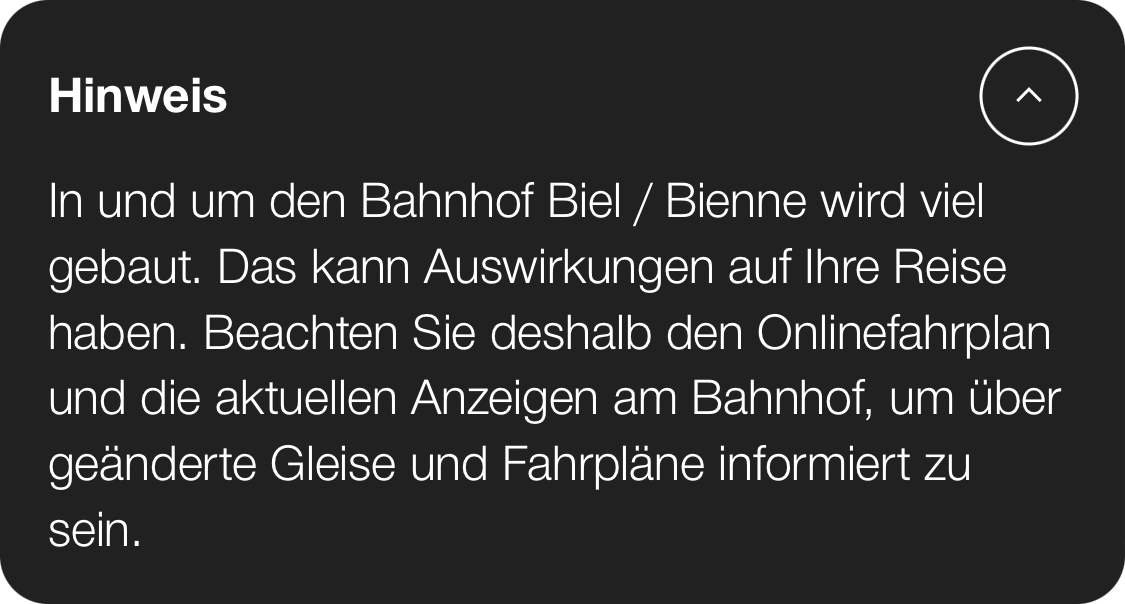 Hinweis
In und um den Bahnhof Biel / Bienne wird viel
gebaut. Das kann Auswirkungen auf Ihre Reise
haben. Beachten Sie deshalb den Onlinefahrplan
und die aktuellen Anzeigen am Bahnhof, um über
geänderte Gleise und Fahrpläne informiert zu
sein.